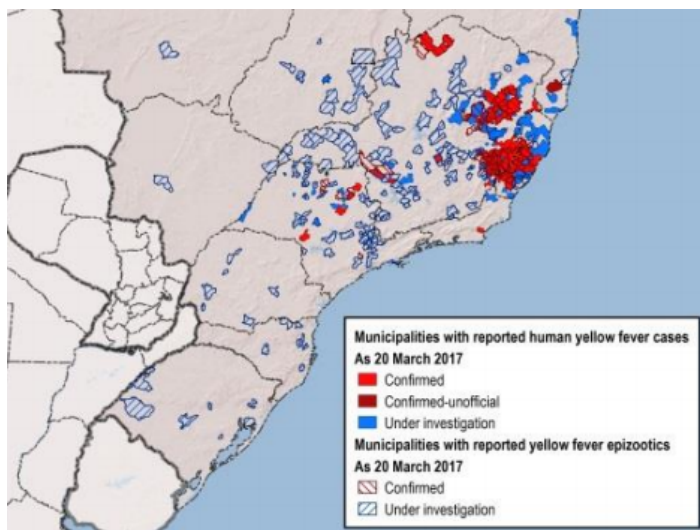 Municipalities with reported human yellow fever cases
As 20 March 2017
Confirmed
Confirmed-unofficial
Under investigation
Municipalities with reported yellow fever epizootics
As 20 March 2017
Confirmed
Under investigation